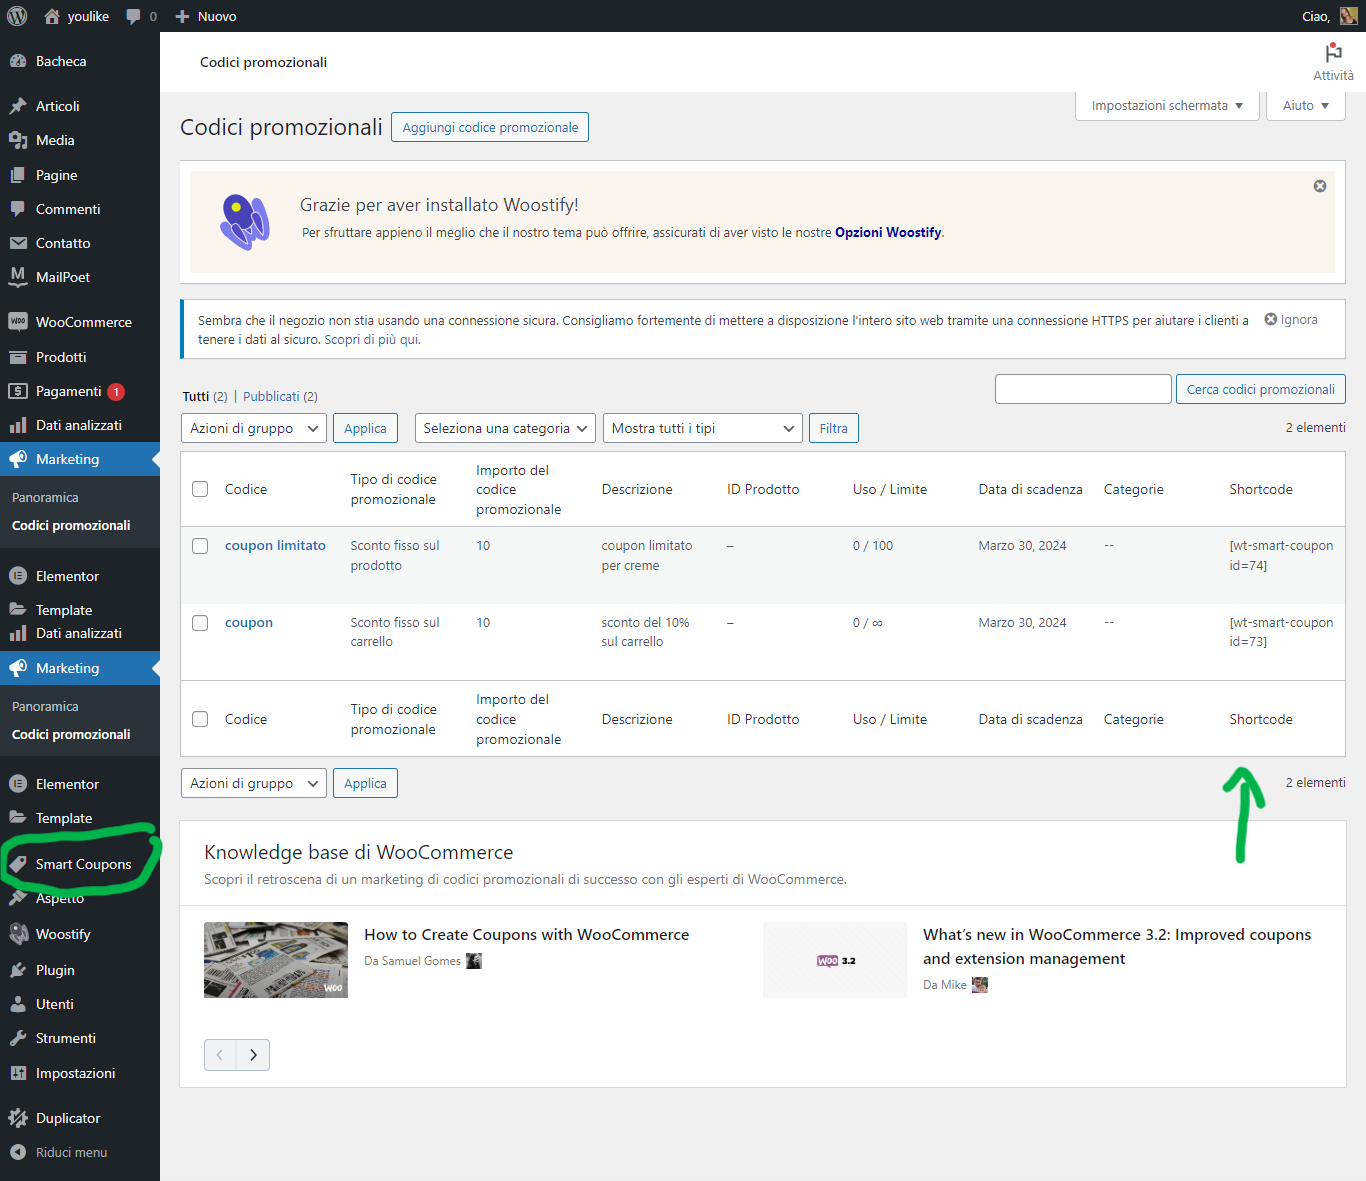 youlike
0
Nuovo
Ciao,
Bacheca
Articoli
Media
Pagine
Commenti
Contatto
MailPoet
WooCommerce
Prodotti
Pagamenti 1
Dati analizzati
Marketing
Panoramica
Codici promozionali
Elementor
Template
Dati analizzati
Marketing
Panoramica
Codici promozionali
Elementor
Template
Smart Coupons
Aspetto
Woostify
Plugin
Utenti
Strumenti
Impostazioni
Duplicator
Riduci menu
Codici promozionali
Attività
Impostazioni schermata
Aiuto
Codici promozionali
Aggiungi codice promozionale
Grazie per aver installato Woostify!
Per sfruttare appieno il meglio che il nostro tema può offrire, assicurati di aver visto le nostre Opzioni Woostify.
Sembra che il negozio non stia usando una connessione sicura. Consigliamo fortemente di mettere a disposizione l'intero sito web tramite una connessione HTTPS per aiutare i clienti a
tenere i dati al sicuro. Scopri di più qui.
Ignora
Tutti (2) | Pubblicati (2)
Cerca codici promozionali
Azioni di gruppo
Applica
Seleziona una categoria
Mostra tutti i tipi
Filtra
2 elementi
Codice
Tipo di codice
promozionale
Importo del
codice
promozionale
Descrizione
ID Prodotto
Uso / Limite
Data di scadenza
Categorie
Shortcode
coupon limitato
Sconto fisso sul
prodotto
10
coupon limitato
per creme
–
0 / 100
Marzo 30, 2024
--
[wt-smart-coupon
id=74]
coupon
Sconto fisso sul
carrello
10
sconto del 10%
sul carrello
–
0 / ∞
Marzo 30, 2024
--
[wt-smart-coupon
id=73]
Codice
Tipo di codice
promozionale
Importo del
codice
promozionale
Descrizione
ID Prodotto
Uso / Limite
Data di scadenza
Categorie
Shortcode
Azioni di gruppo
Applica
2 elementi
Knowledge base di WooCommerce
Scopri il retroscena di un marketing di codici promozionali di successo con gli esperti di WooCommerce.
WOO
How to Create Coupons with WooCommerce
Da Samuel Gomes
WOO 3.2
What's new in WooCommerce 3.2: Improved coupons
and extension management
Da Mike